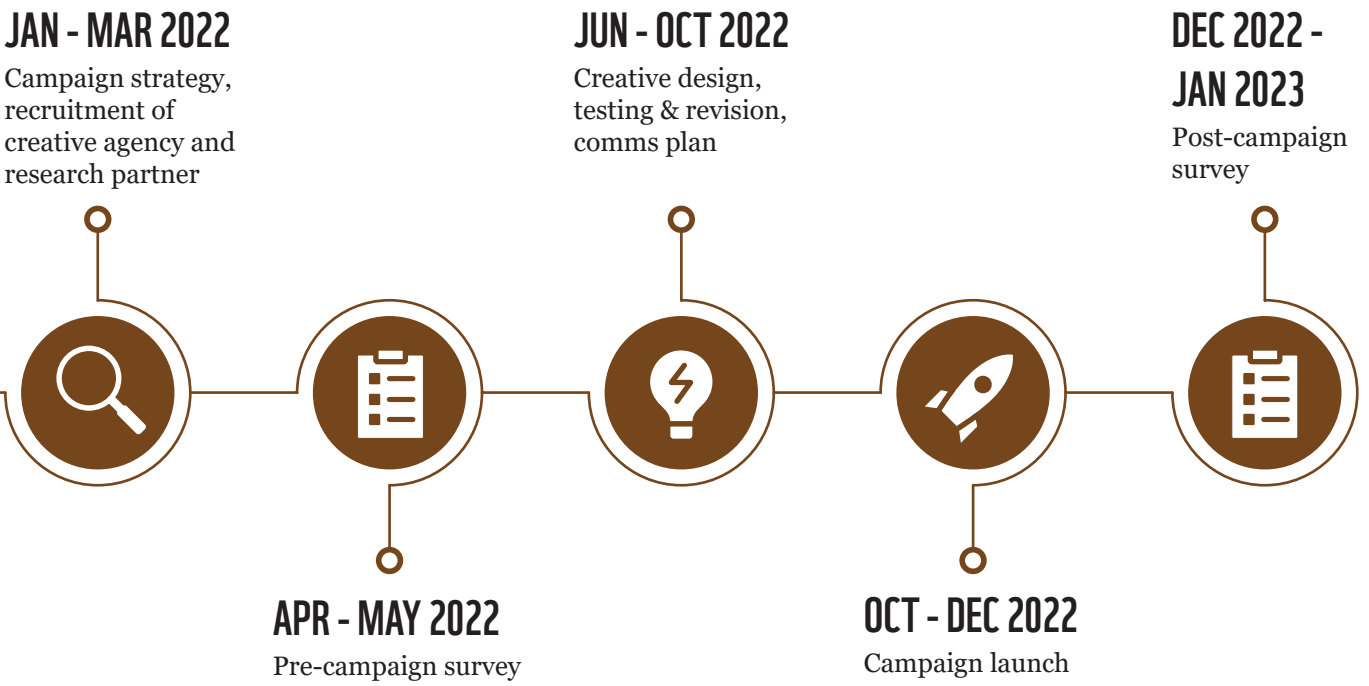 JAN - MAR 2022
Campaign strategy,
recruitment of
creative agency and
research partner
APR - MAY 2022
Pre-campaign survey
JUN - OCT 2022
Creative design,
testing & revision,
comms plan
OCT - DEC 2022
Campaign launch
DEC 2022 -
JAN 2023
Post-campaign
survey